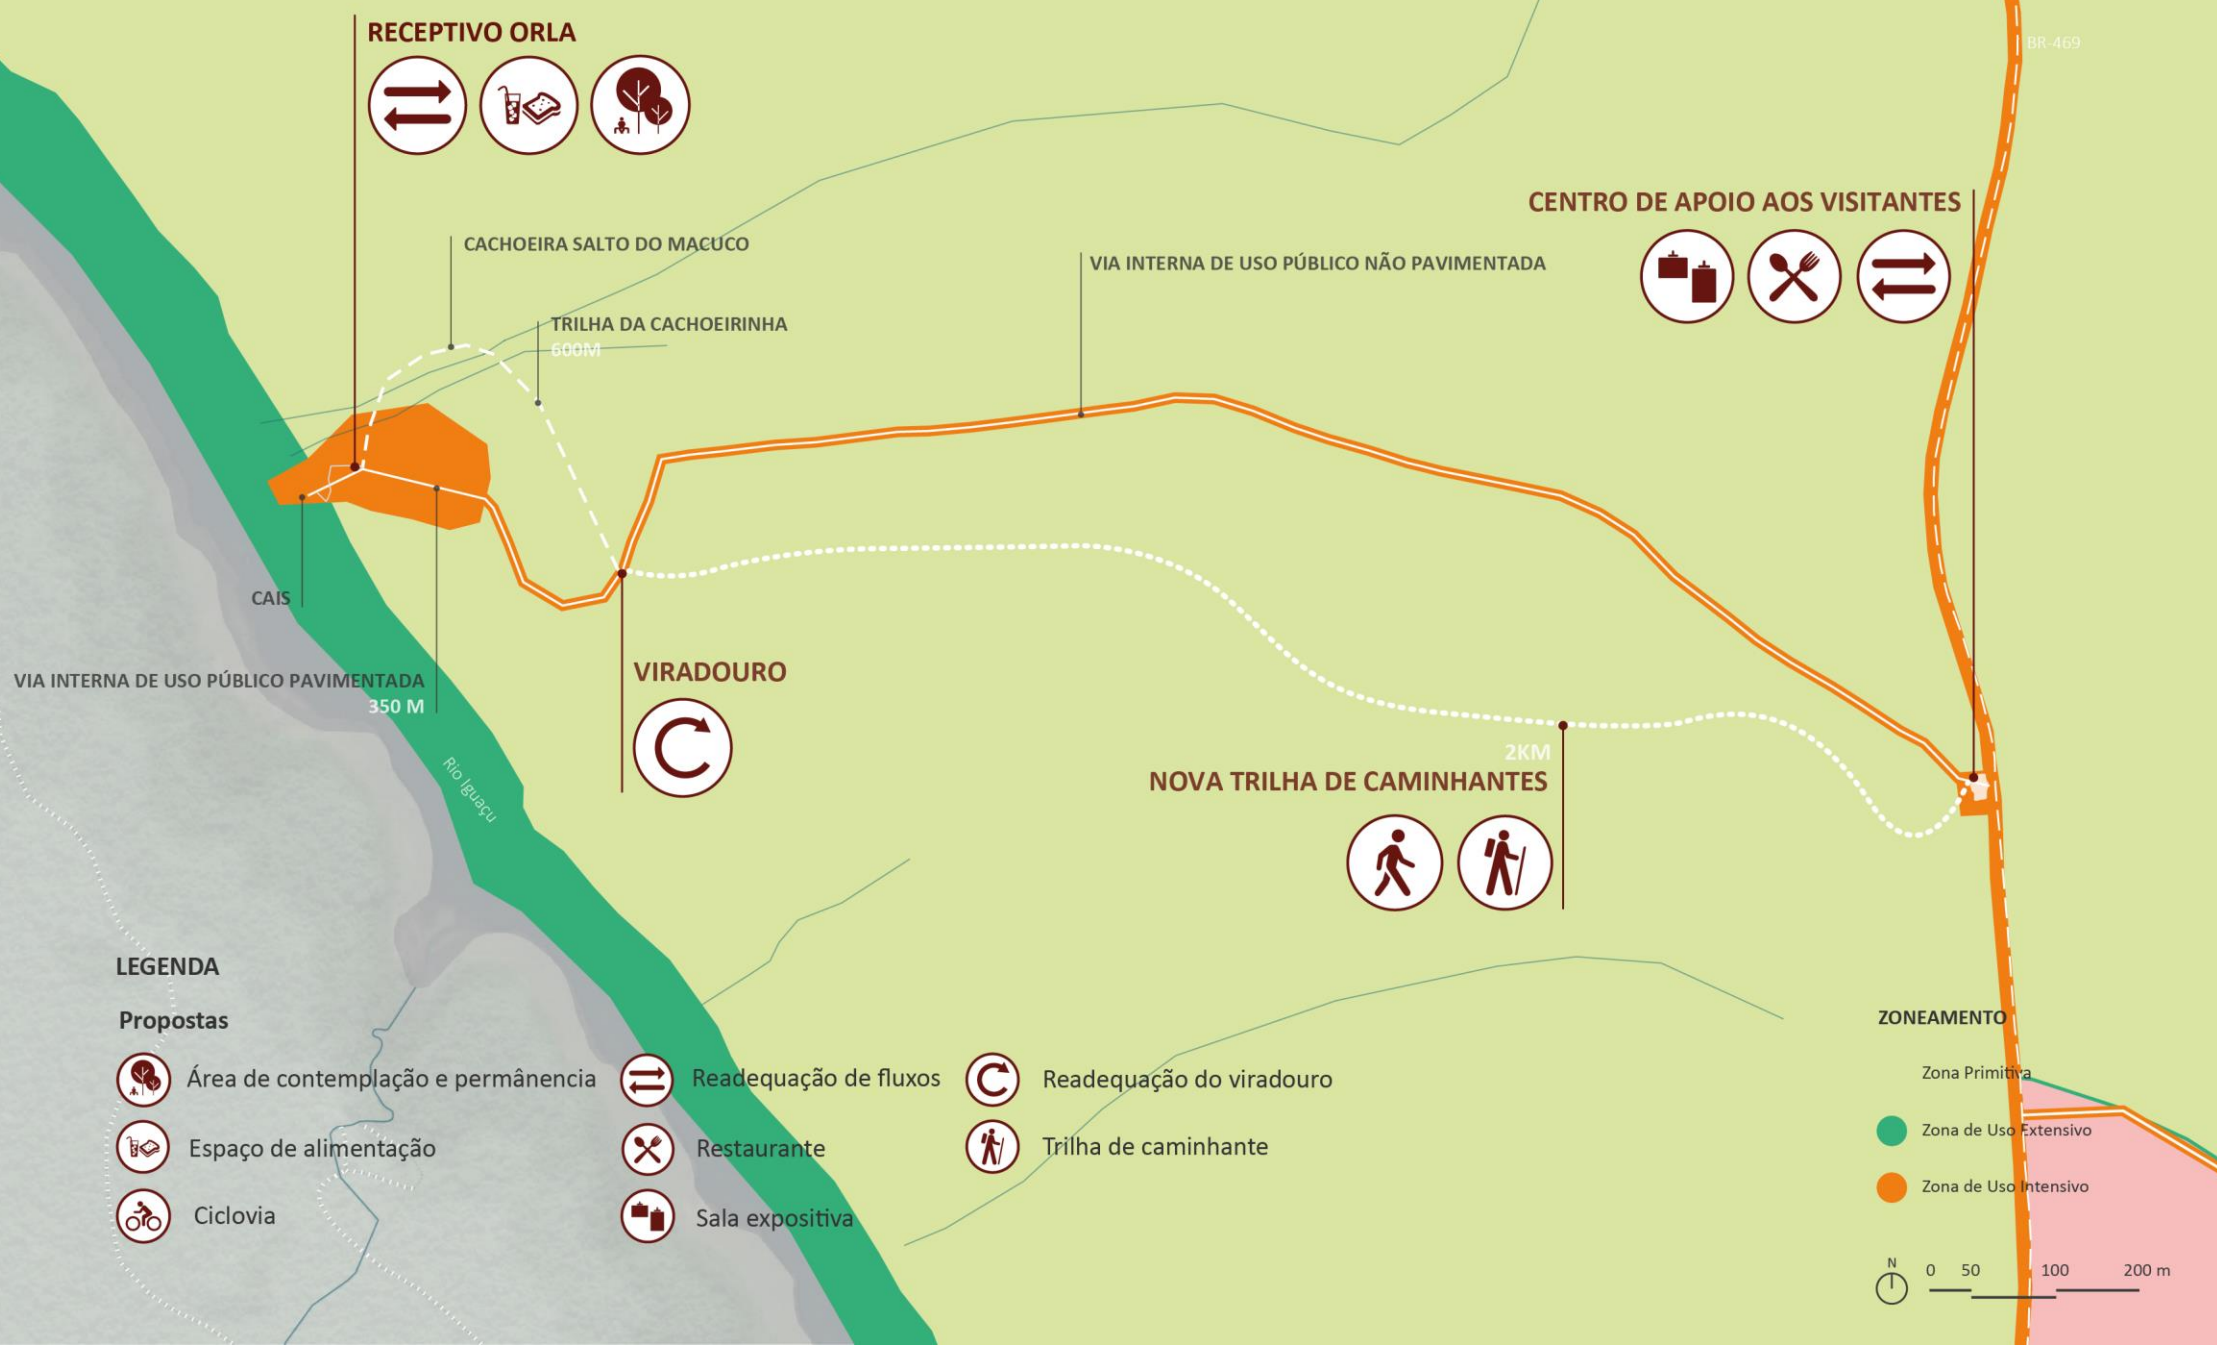 RECEPTIVO ORLA
BR-469
CENTRO DE APOIO AOS VISITANTES
CACHOEIRA SALTO DO MACUCO
VIA INTERNA DE USO PÚBLICO NÃO PAVIMENTADA
TRILHA DA CACHOEIRINHA
600M
CAIS
VIA INTERNA DE USO PÚBLICO PAVIMENTADA
350 M
VIRADOURO
Rio Iguaçu
2KM
NOVA TRILHA DE CAMINHANTES
LEGENDA
Propostas
Área de contemplação e permânencia
Espaço de alimentação
Ciclovia
Readequação de fluxos
Restaurante
Sala expositiva
Readequação do viradouro
Trilha de caminhante
ZONEAMENTO
Zona Primitiva
Zona de Uso Extensivo
Zona de Uso Intensivo
N
0 50 100 200 m